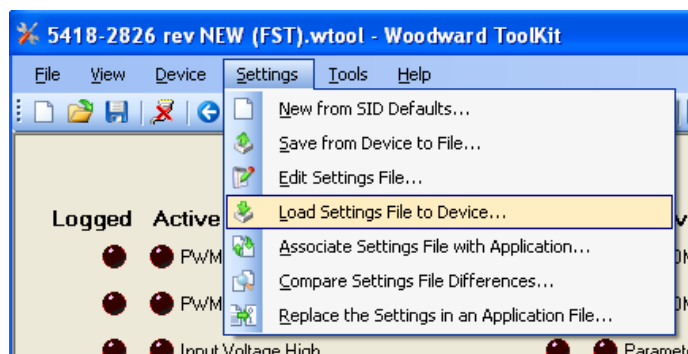 5418-2826 rev NEW (FST).wtool - Woodward ToolKit
File View Device Settings Tools Help
New from SID Defaults...
Save from Device to File...
Edit Settings File...
Load Settings File to Device...
Associate Settings File with Application...
Compare Settings File Differences...
Replace the Settings in an Application File...
Logged Active
PWM
PWM
Input Voltage High